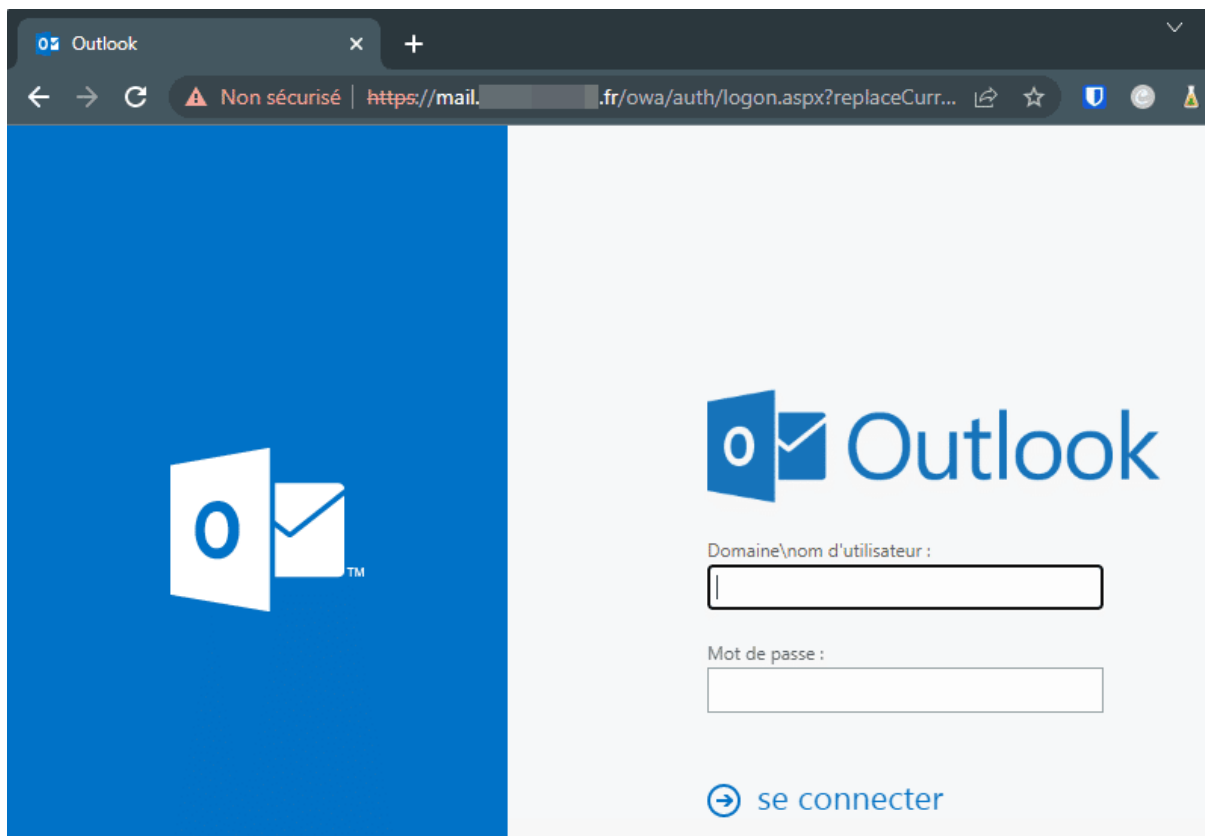 Outlook
Non sécurisé | https://mail. .fr/owa/auth/logon.aspx?replaceCurr...
Outlook
TM
Domaine\nom d'utilisateur :
Mot de passe :
se connecter